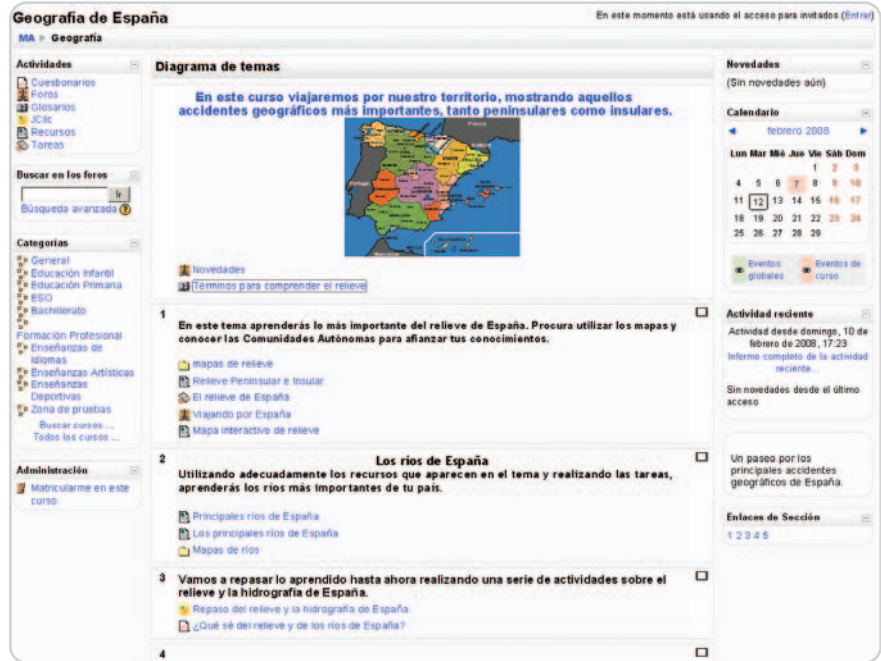 Geografía de España
En este momento está usando el acceso para invitados (Entrar)
MA ► Geografía
Actividades
Cuestionarios
Foros
Glosarios
JClic
Recursos
Tareas
Buscar en los foros
Ir
Búsqueda avanzada
Categorías
General
Educación Infantil
Educación Primaria
ESO
Bachillerato
Formación Profesional
Enseñanzas de
Idiomas
Enseñanzas Artísticas
Enseñanzas
Deportivas
Zona de pruebas
Buscar cursos ...
Todos los cursos ...
Administración
Matricularme en este
curso
Diagrama de temas
En este curso viajaremos por nuestro territorio, mostrando aquellos
accidentes geográficos más importantes, tanto peninsulares como insulares.
Novedades
Términos para comprender el relieve
1
En este tema aprenderás lo más importante del relieve de España. Procura utilizar los mapas y
conocer las Comunidades Autónomas para afianzar tus conocimientos.
mapas de relieve
Relieve Peninsular e Insular
El relieve de España
Viajando por España
Mapa interactivo de relieve
2
Los ríos de España
Utilizando adecuadamente los recursos que aparecen en el tema y realizando las tareas,
aprenderás los ríos más importantes de tu país.
Principales ríos de España
Los principales ríos de España
Mapas de ríos
3 Vamos a repasar lo aprendido hasta ahora realizando una serie de actividades sobre el
relieve y la hidrografía de España.
Repaso del relieve y la hidrografía de España
¿Qué sé del relieve y de los ríos de España?
4
Novedades
(Sin novedades aún)
Calendario
◄ febrero 2008 ►
Lun Mar Mié Jue Vie Sáb Dom
1 2 3
4 5 6 7 8 9 10
11 12 13 14 15 16 17
18 19 20 21 22 23 24
25 26 27 28 29
Eventos globales
Eventos de curso
Actividad reciente
Actividad desde domingo, 10 de
febrero de 2008, 17:23
Informe completo de la actividad
reciente...
Sin novedades desde el último
acceso
Un paseo por los
principales accidentes
geográficos de España.
Enlaces de Sección
1 2 3 4 5